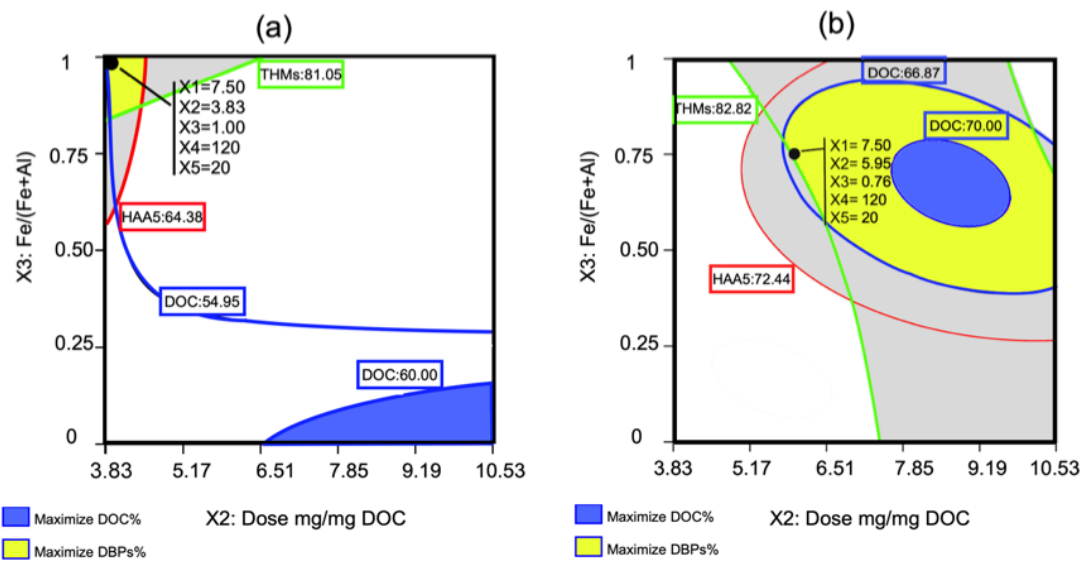 (a)
1
0.75
0.50
0.25
0
X3: Fe/(Fe+Al)
THMs:81.05
X1=7.50
X2=3.83
X3=1.00
X4=120
X5=20
HAA5:64.38
DOC:54.95
DOC:60.00
3.83 5.17 6.51 7.85 9.19 10.53
X2: Dose mg/mg DOC
Maximize DOC%
Maximize DBPs%
(b)
1
0.75
0.50
0.25
0
X3: Fe/(Fe+Al)
DOC:66.87
THMs:82.82
DOC:70.00
X1= 7.50
X2= 5.95
X3= 0.76
X4= 120
X5= 20
HAA5:72.44
3.83 5.17 6.51 7.85 9.19 10.53
X2: Dose mg/mg DOC
Maximize DOC%
Maximize DBPs%